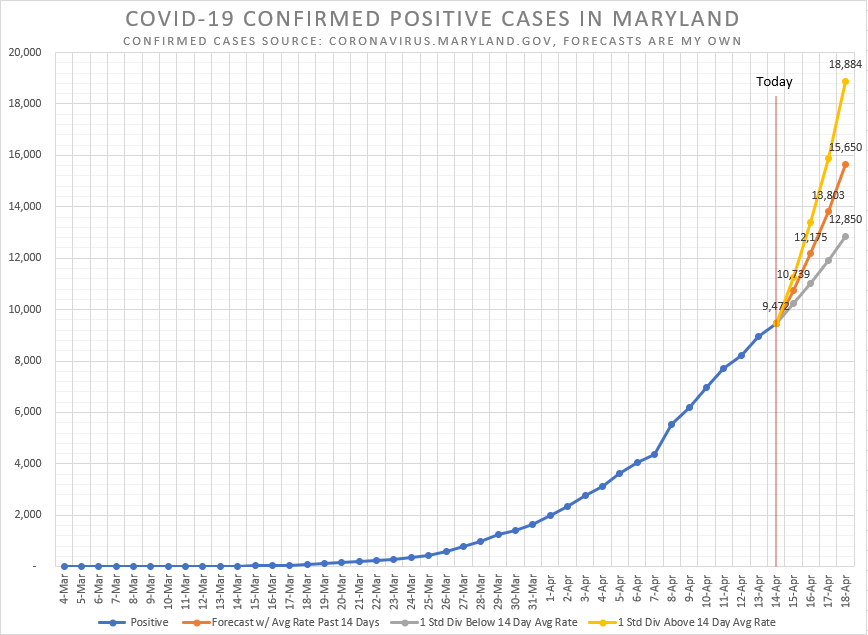 COVID-19 CONFIRMED POSITIVE CASES IN MARYLAND
CONFIRMED CASES SOURCE: CORONAVIRUS.MARYLAND.GOV, FORECASTS ARE MY OWN
20,000
18,000
16,000
14,000
12,000
10,000
8,000
6,000
4,000
2,000
-
Today
18,884
15,650
13,803
12,850
12,175
10,739
9,472
4-Mar
5-Mar
6-Mar
7-Mar
8-Mar
9-Mar
10-Mar
11-Mar
12-Mar
13-Mar
14-Mar
15-Mar
16-Mar
17-Mar
18-Mar
19-Mar
20-Mar
21-Mar
22-Mar
23-Mar
24-Mar
25-Mar
26-Mar
27-Mar
28-Mar
29-Mar
30-Mar
31-Mar
1-Apr
2-Apr
3-Apr
4-Apr
5-Apr
6-Apr
7-Apr
8-Apr
9-Apr
10-Apr
11-Apr
12-Apr
13-Apr
14-Apr
15-Apr
16-Apr
17-Apr
18-Apr
Positive
Forecast w/ Avg Rate Past 14 Days
1 Std Div Below 14 Day Avg Rate
1 Std Div Above 14 Day Avg Rate